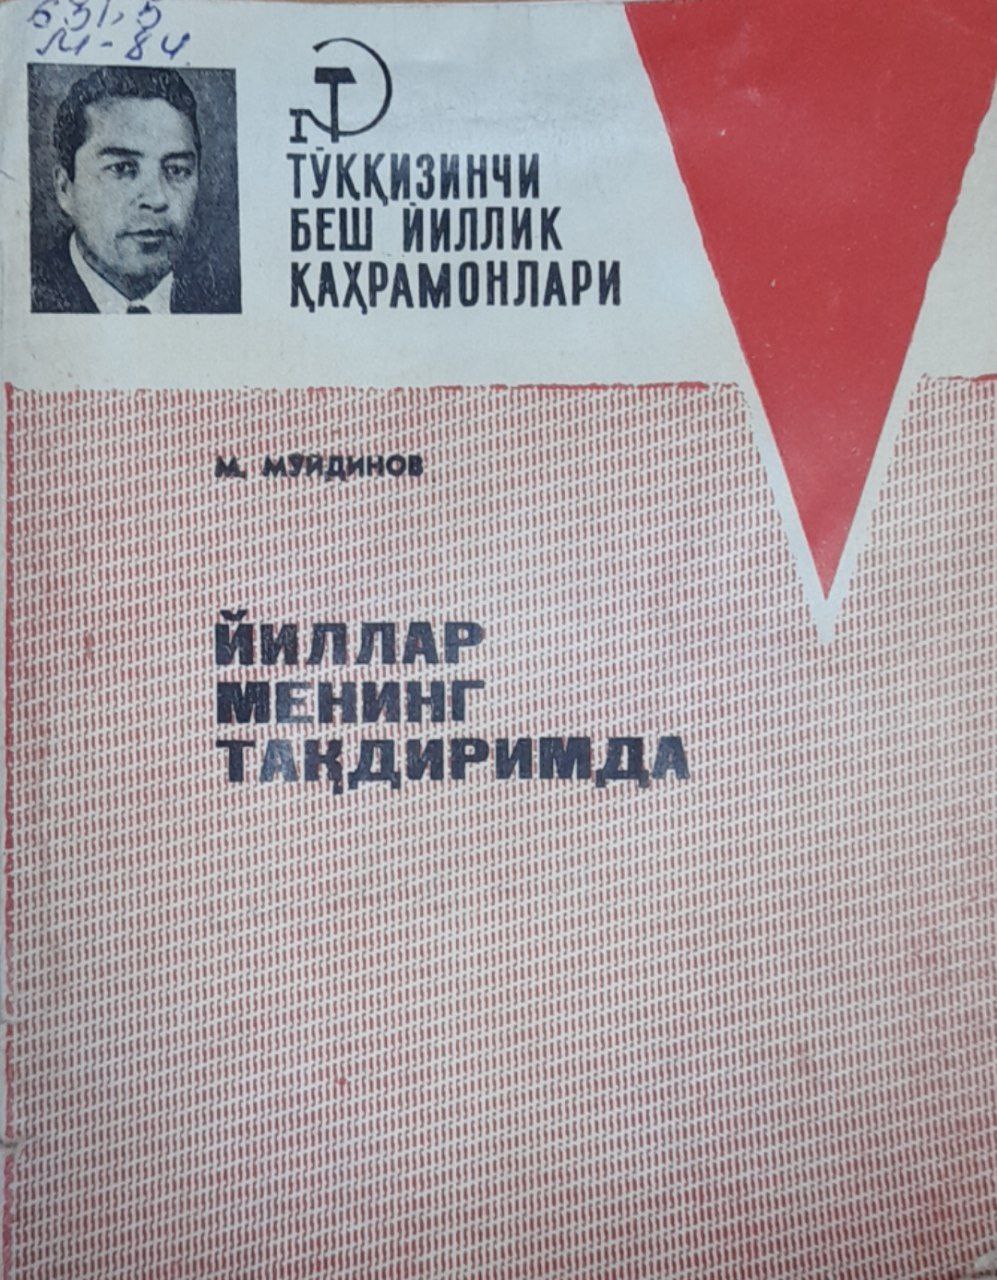 631,5
М-84
ТЎҚҚИЗИНЧИ
БЕШ ЙИЛЛИК
ҚАҲРАМОНЛАРИ
М. МУЙДИНОВ
ЙИЛЛАР
МЕНИНГ
ТАҚДИРИМДА